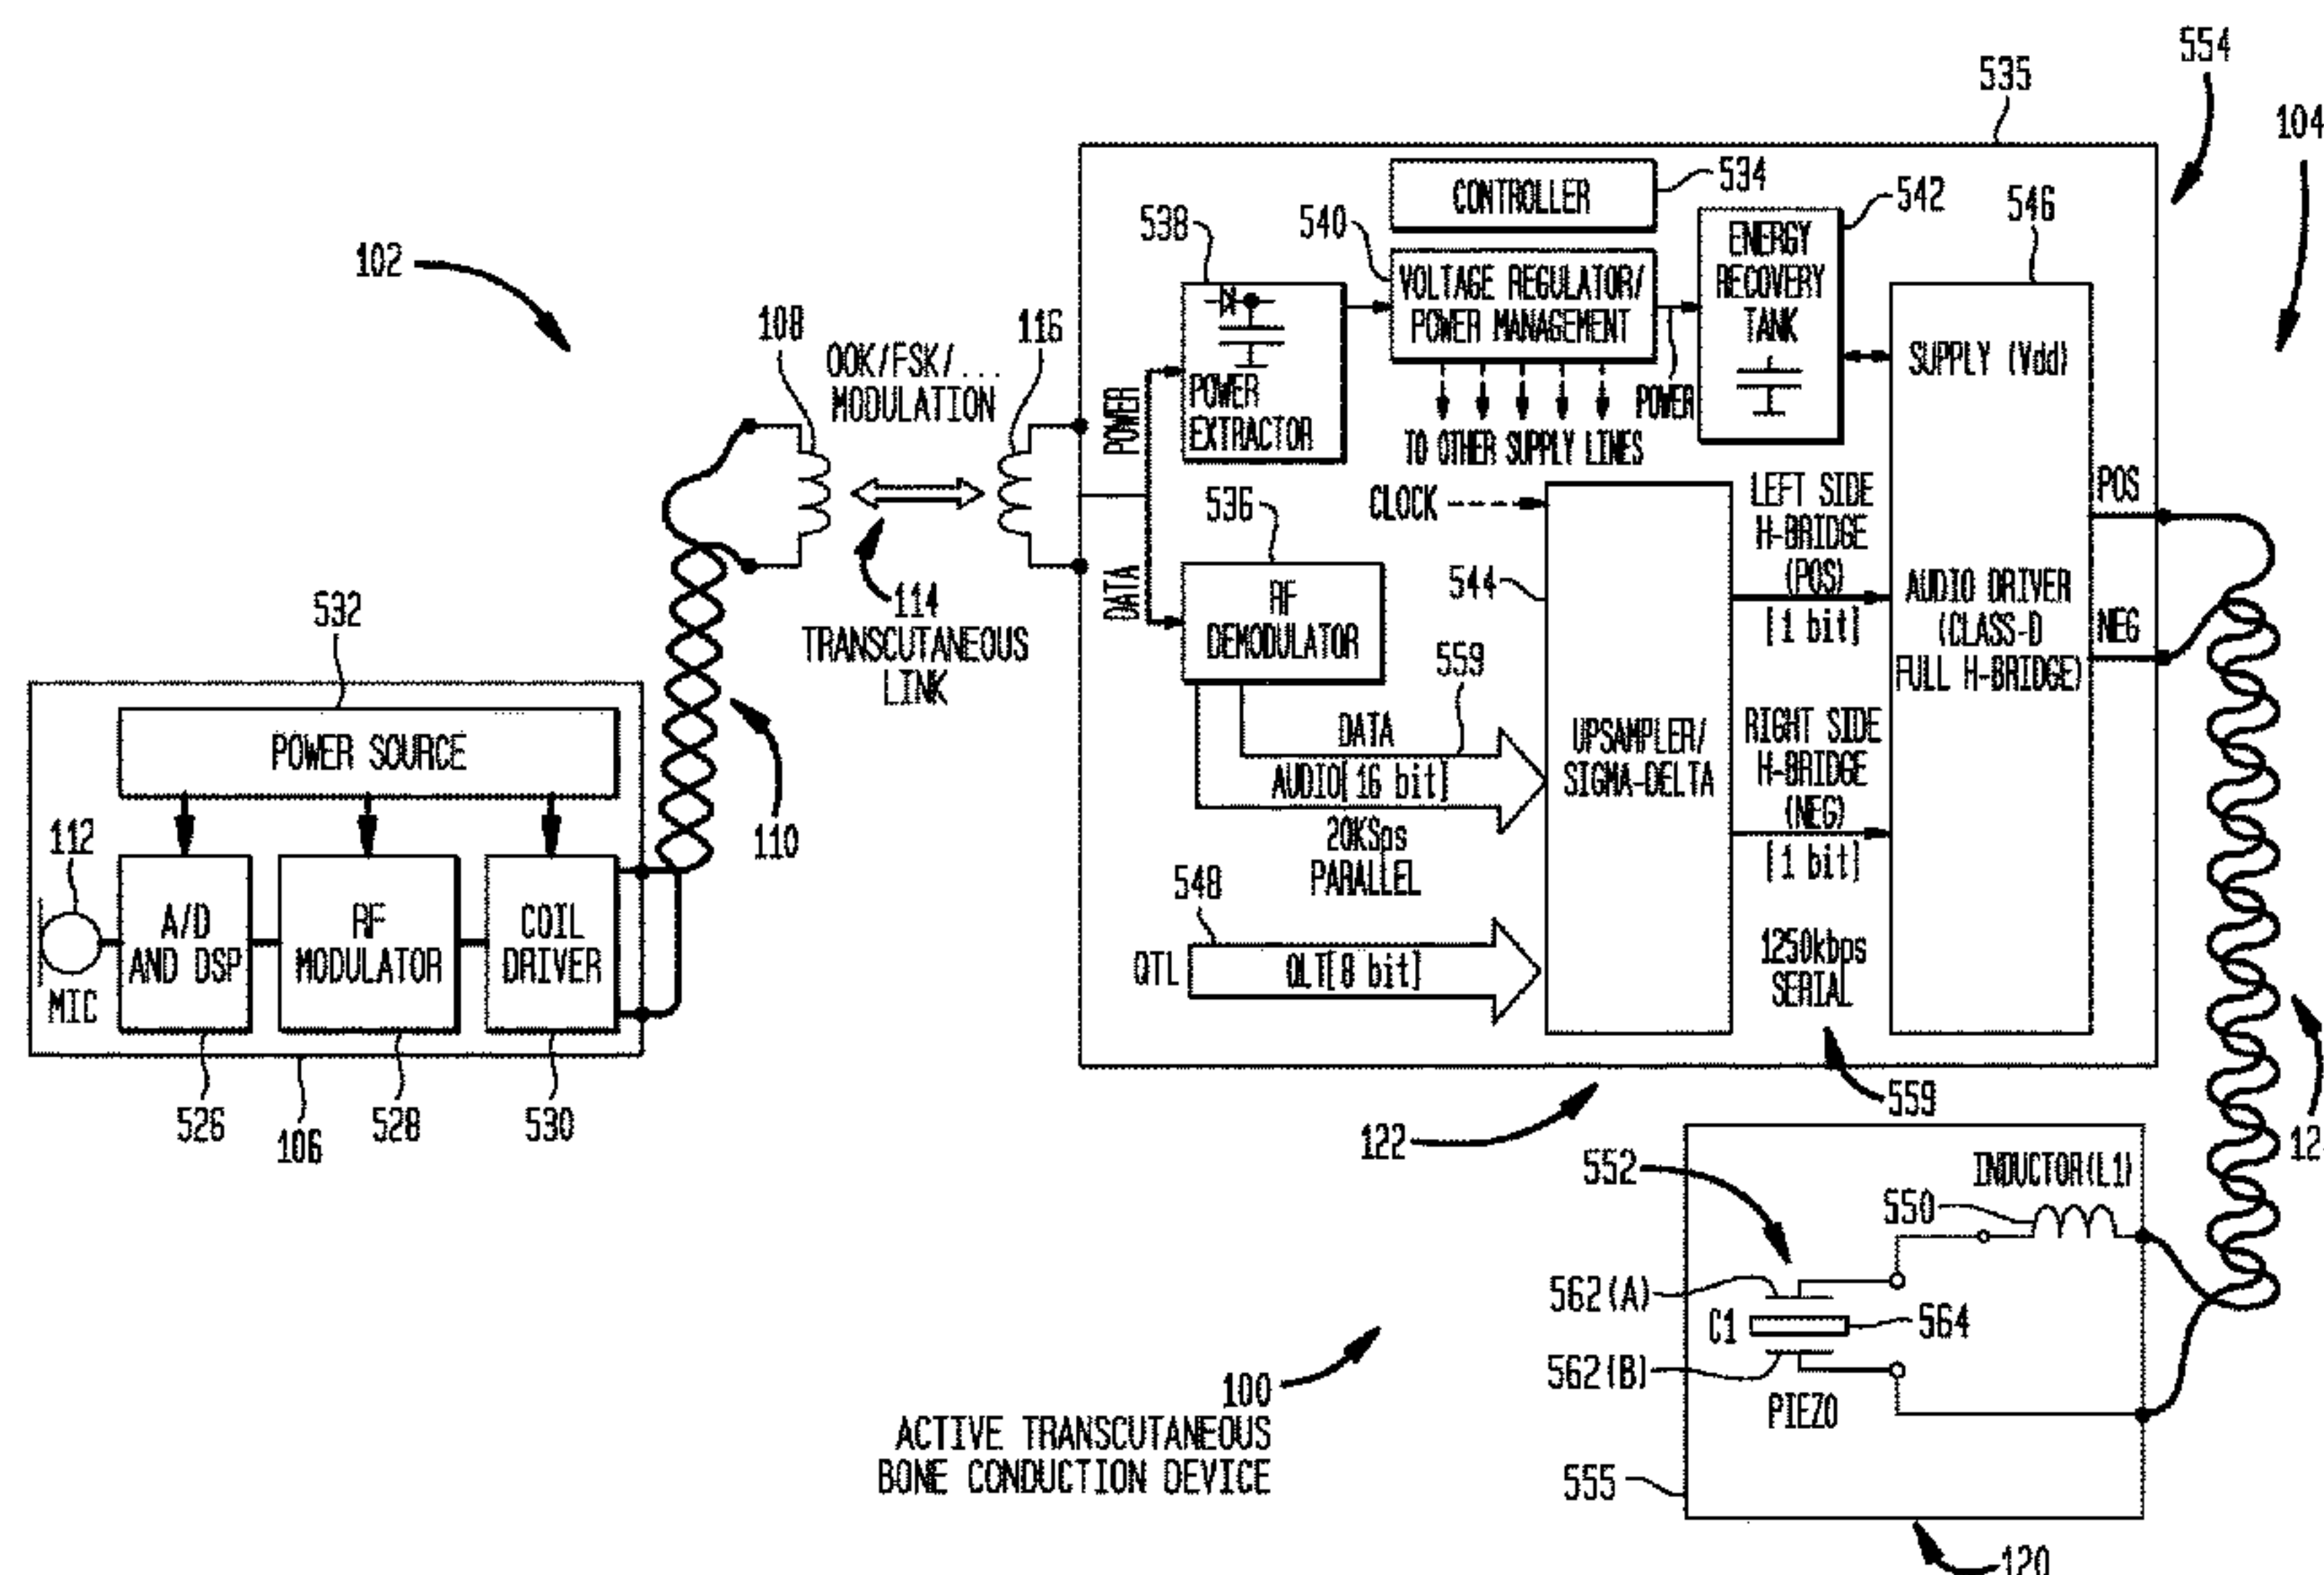 554
535
104
CONTROLLER
534
538
540
542
546
ENERGY
RECOVERY
TANK
102
VOLTAGE REGULATOR/
POWER MANAGEMENT
108
OOK/FSK/...
MODULATION
116
POWER
POWER
EXTRACTOR
POWER
TO OTHER SUPPLY LINES
SUPPLY (Vdd)
CLOCK
LEFT SIDE
H-BRIDGE
(POS)
[1 bit]
POS
536
DATA
RF
DEMODULATOR
544
AUDIO DRIVER
(CLASS-D
FULL H-BRIDGE)
NEG
114
TRANSCUTANEOUS
LINK
532
559
POWER SOURCE
DATA
AUDIO[16 bit]
20KSps
PARALLEL
UPSAMPLER/
SIGMA-DELTA
RIGHT SIDE
H-BRIDGE
(NEG)
[1 bit]
112
110
548
A/D
AND DSP
RF
MODULATOR
COIL
DRIVER
MIC
QTL
QLT[8 bit]
1250kbps
SERIAL
526
106
528
530
122
559
552
INDUCTOR(L1)
550
562(A)
C1
564
562(B)
PIEZO
100
ACTIVE TRANSCUTANEOUS
BONE CONDUCTION DEVICE
555
120